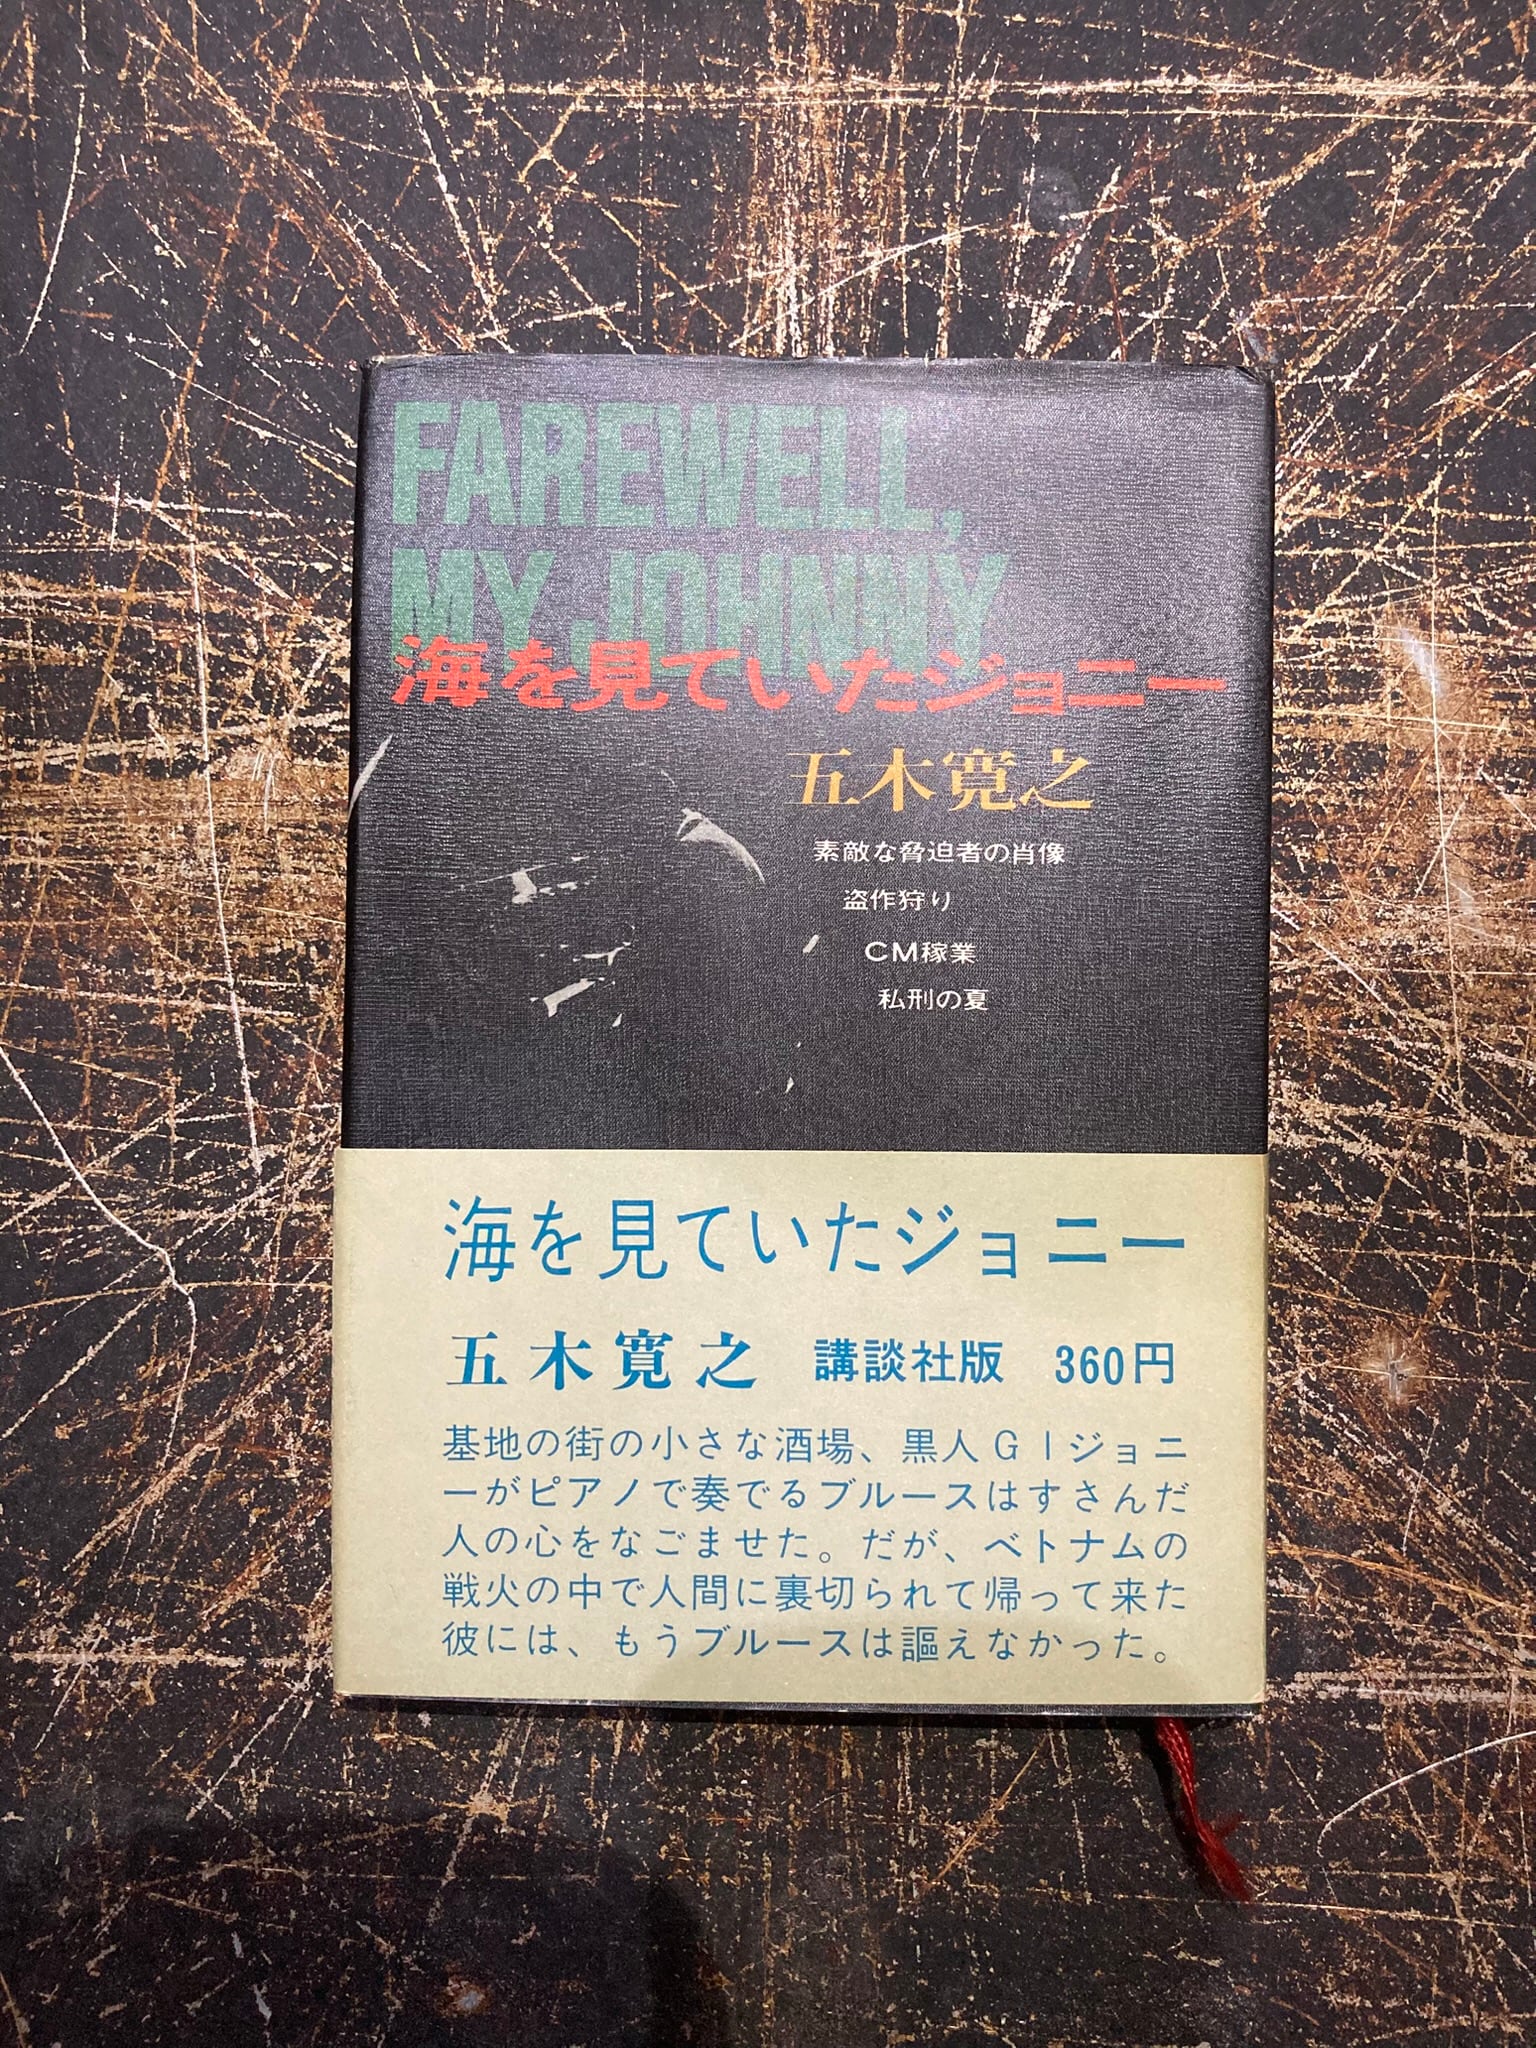 FAREWELL,
MY JOHNNY
海を見ていたジョニー
五木寛之
素敵な脅迫者の肖像
盗作狩り
CM稼業
私刑の夏
海を見ていたジョニー
五木寛之 講談社版 360円
基地の街の小さな酒場、黒人GIジョニ
ーがピアノで奏でるブルースはすさんだ
人の心をなごませた。だが、ベトナムの
戦火の中で人間に裏切られて帰って来た
彼には、もうブルースは謳えなかった。